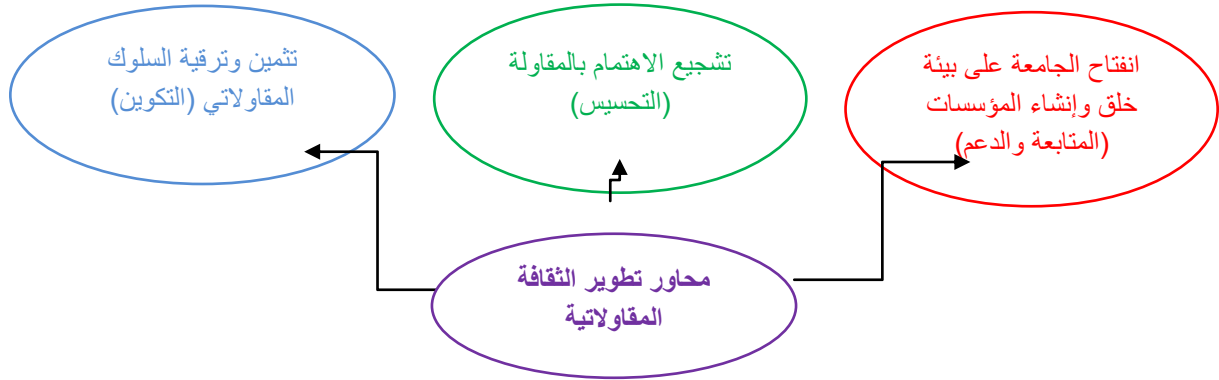 انفتاح الجامعة على بيئة
خلق وإنشاء المؤسسات
(المتابعة والدعم)
تشجيع الاهتمام بالمقاولة
(التحسيس)
تثمين وترقية السلوك
المقاولاتي (التكوين)
محاور تطوير الثقافة
المقاولاتية